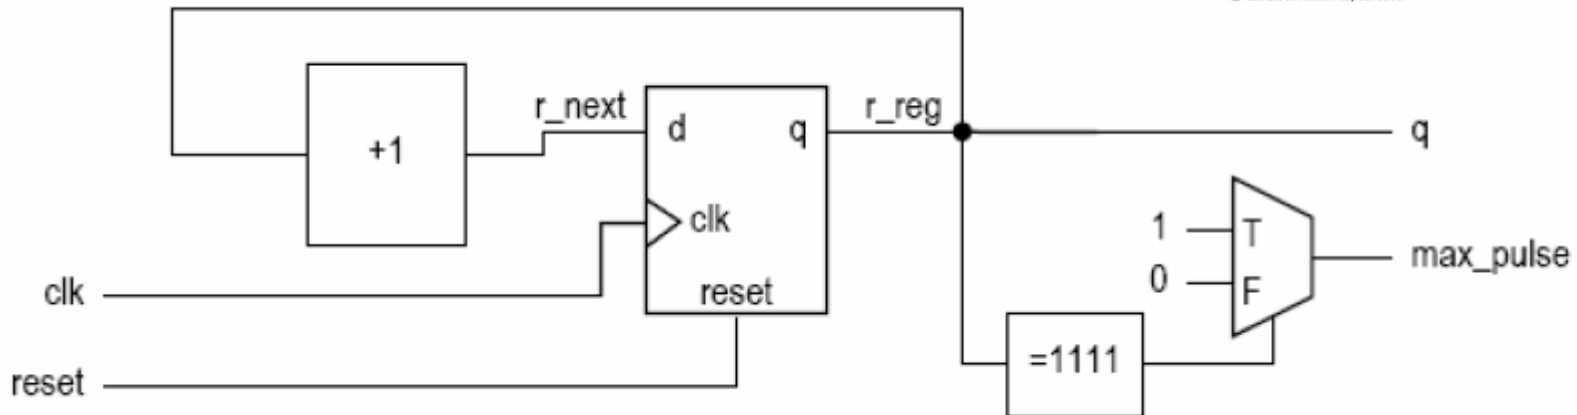 r_next
r_reg
+1
d
q
q
clk
1
T
max_pulse
0
F
clk
reset
=1111
reset